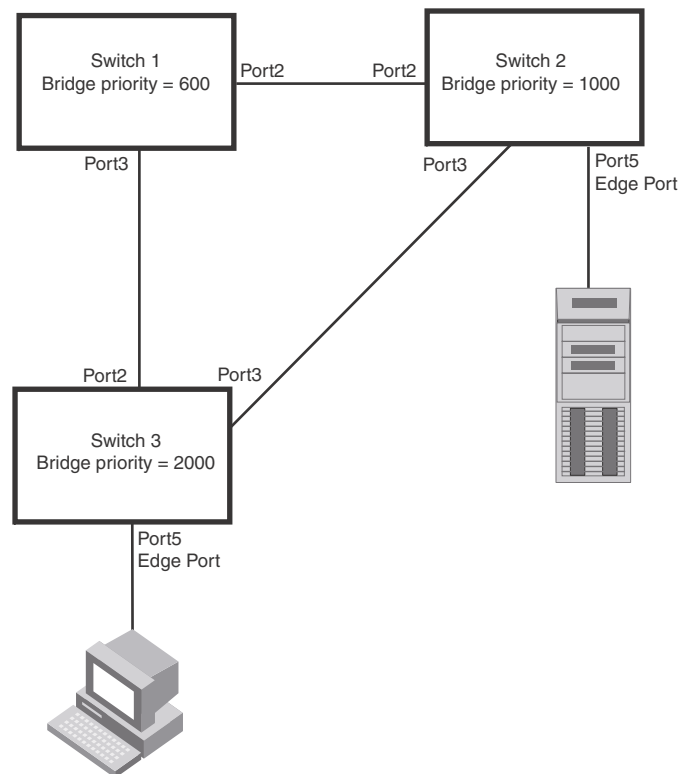 Switch 1
Bridge priority = 600
Port2
Port2
Switch 2
Bridge priority = 1000
Port3
Port3
Port5
Edge Port
Port2
Port3
Switch 3
Bridge priority = 2000
Port5
Edge Port